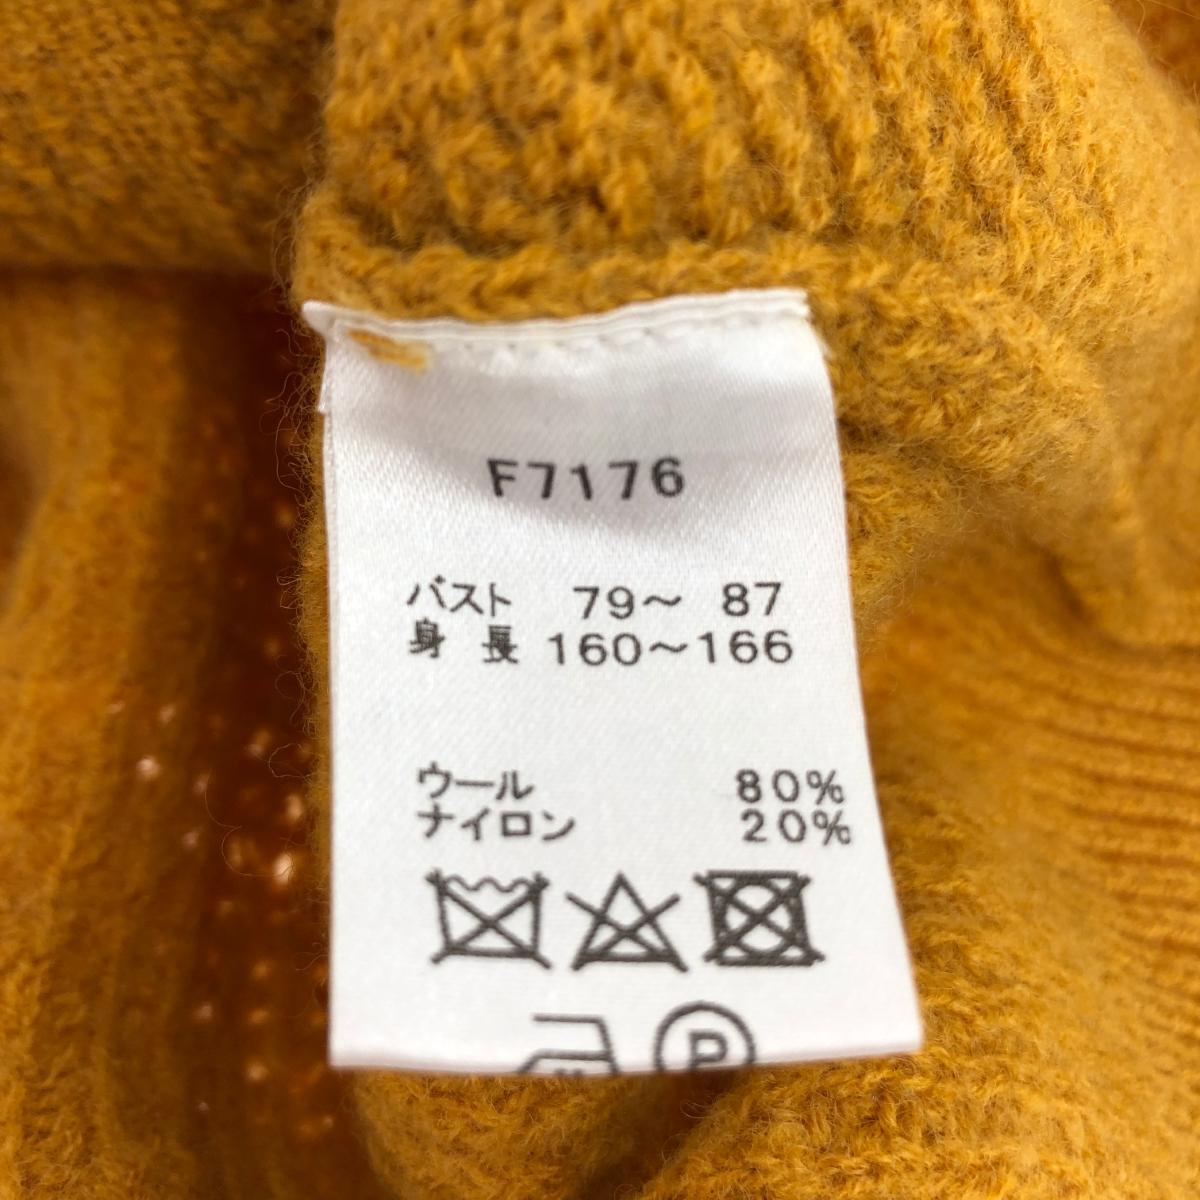 F7176
バスト 79～ 87
身 長 160～166
ウール 80%
ナイロン 20%
P